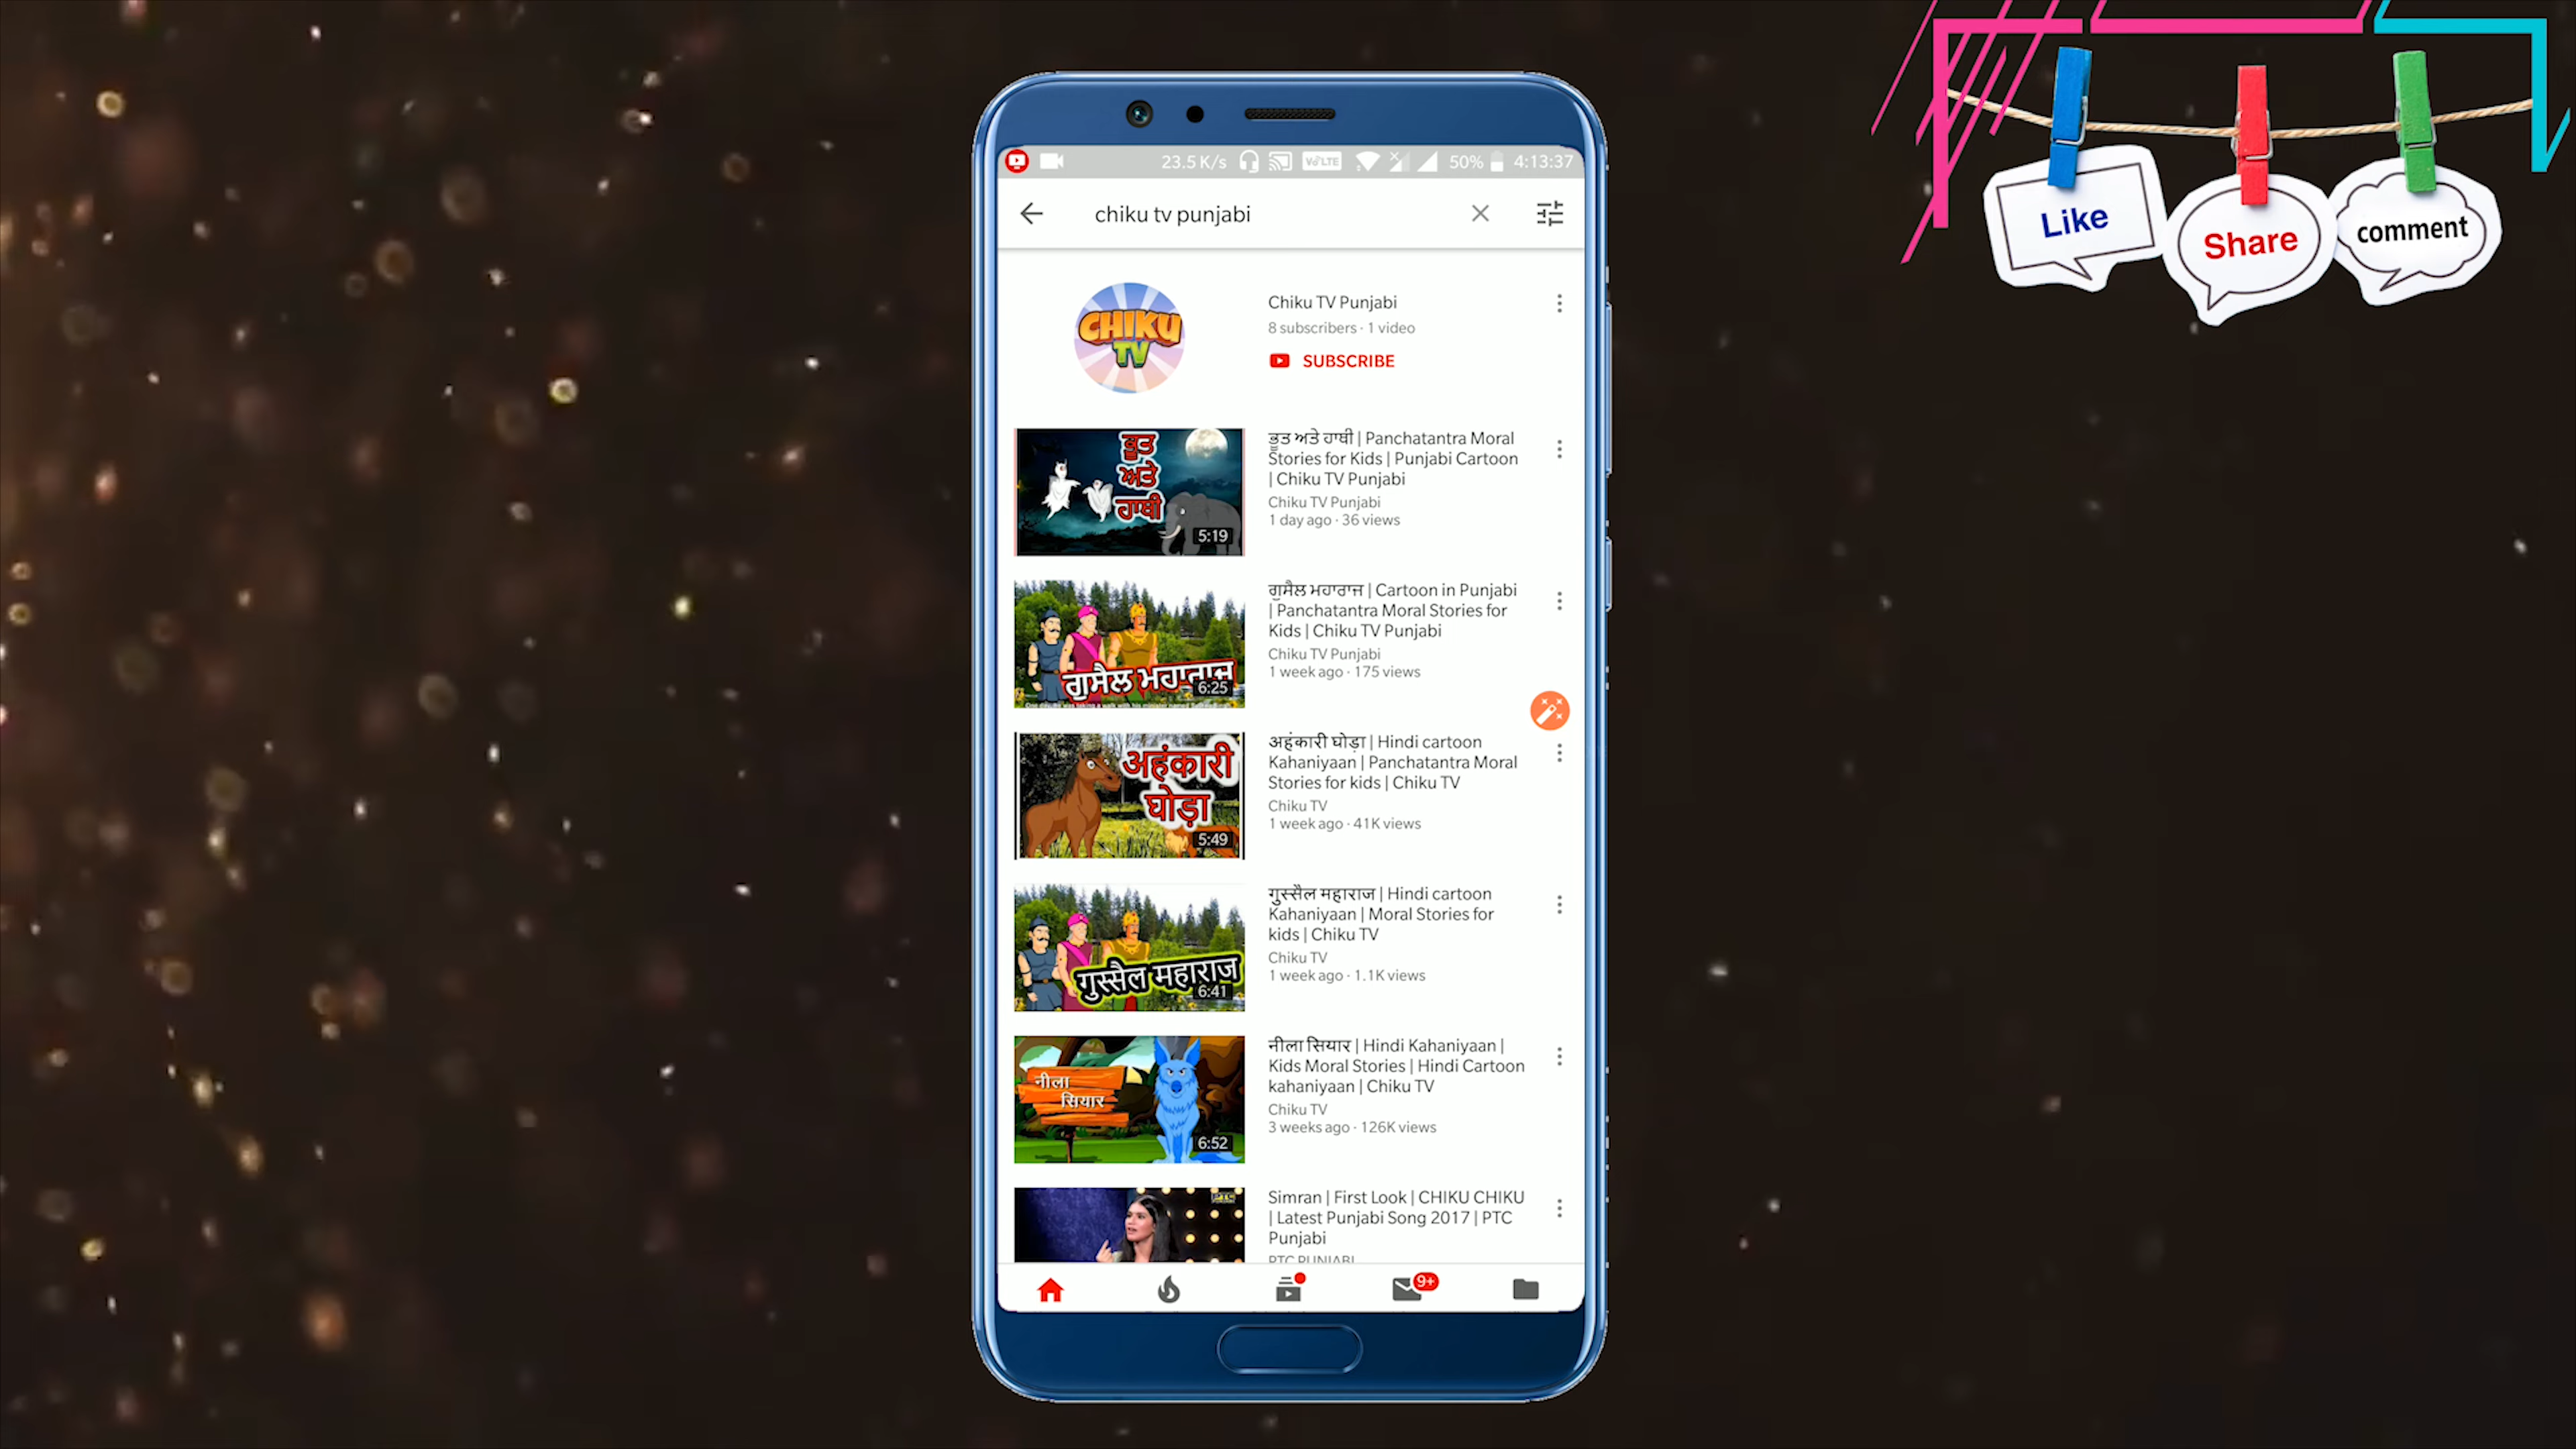 23.5 K/s VoLTE 50% 4:13:37
chiku tv punjabi
CHIKU
TV
Chiku TV Punjabi
8 subscribers · 1 video
SUBSCRIBE
ਭੂਤ
ਅਤੇ
ਹਾਥੀ
5:19
ਭੂਤ ਅਤੇ ਹਾਥੀ | Panchatantra Moral
Stories for Kids | Punjabi Cartoon
| Chiku TV Punjabi
Chiku TV Punjabi
1 day ago · 36 views
ਗੁਸੈਲ ਮਹਾਰਾਜ
6:25
ਗੁਸੈਲ ਮਹਾਰਾਜ | Cartoon in Punjabi
| Panchatantra Moral Stories for
Kids | Chiku TV Punjabi
Chiku TV Punjabi
1 week ago · 175 views
अहंकारी
घोड़ा
5:49
अहंकारी घोड़ा | Hindi cartoon
Kahaniyaan | Panchatantra Moral
Stories for kids | Chiku TV
Chiku TV
1 week ago · 41K views
गुस्सैल महाराज
6:41
गुस्सैल महाराज | Hindi cartoon
Kahaniyaan | Moral Stories for
kids | Chiku TV
Chiku TV
1 week ago · 1.1K views
नीला
सियार
6:52
नीला सियार | Hindi Kahaniyaan |
Kids Moral Stories | Hindi Cartoon
kahaniyaan | Chiku TV
Chiku TV
3 weeks ago · 126K views
PTC
Simran | First Look | CHIKU CHIKU
| Latest Punjabi Song 2017 | PTC
Punjabi
PTC PUNJABI
9+
Like
Share
comment